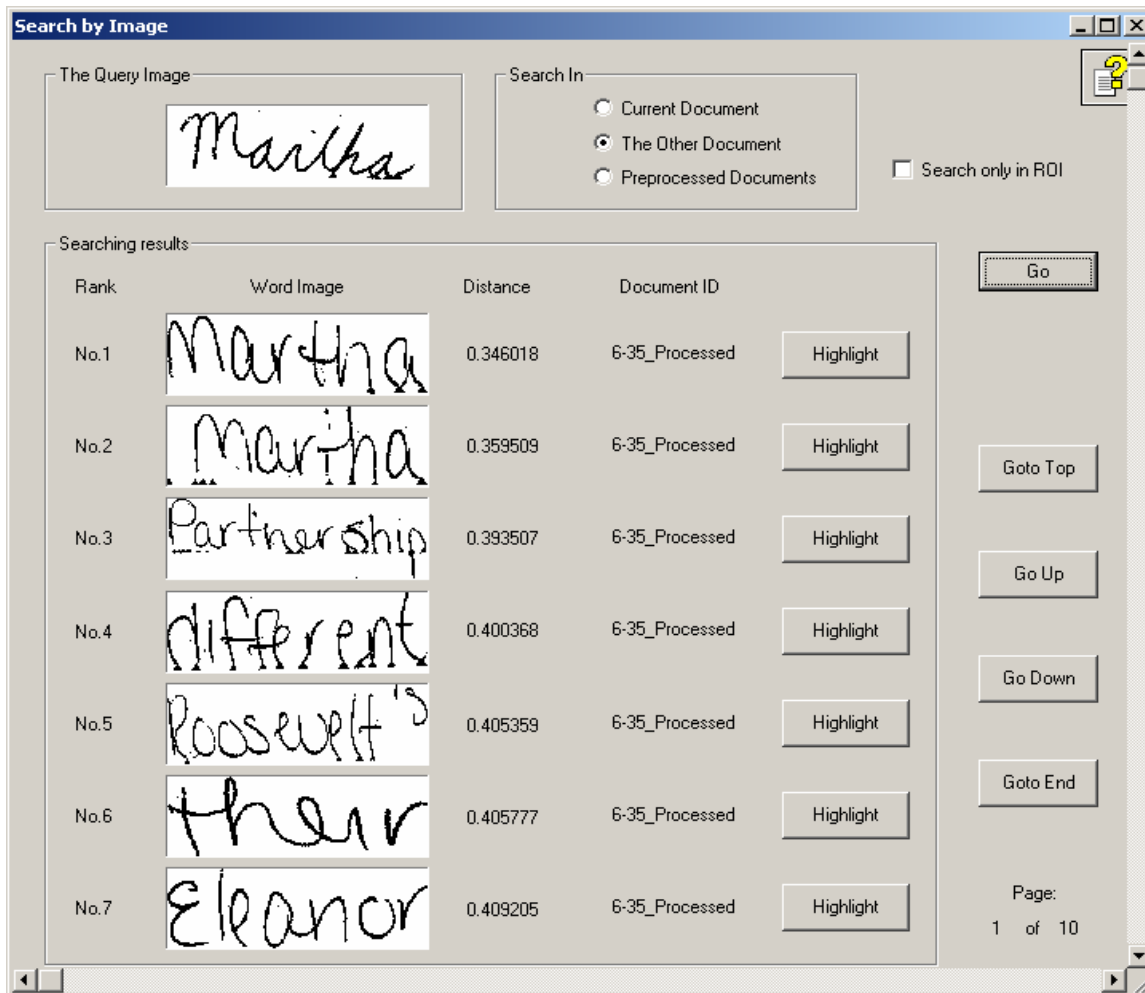 Search by Image
The Query Image
Martha
Search In
Current Document
The Other Document
Preprocessed Documents
Search only in ROI
Searching results
Rank Word Image Distance Document ID
No.1 Martha 0.346018 6-35_Processed Highlight
No.2 Martha 0.359509 6-35_Processed Highlight
No.3 Partnership 0.393507 6-35_Processed Highlight
No.4 different 0.400368 6-35_Processed Highlight
No.5 Roosevelt's 0.405359 6-35_Processed Highlight
No.6 their 0.405777 6-35_Processed Highlight
No.7 Eleanor 0.409205 6-35_Processed Highlight
Go
Goto Top
Go Up
Go Down
Goto End
Page:
1 of 10